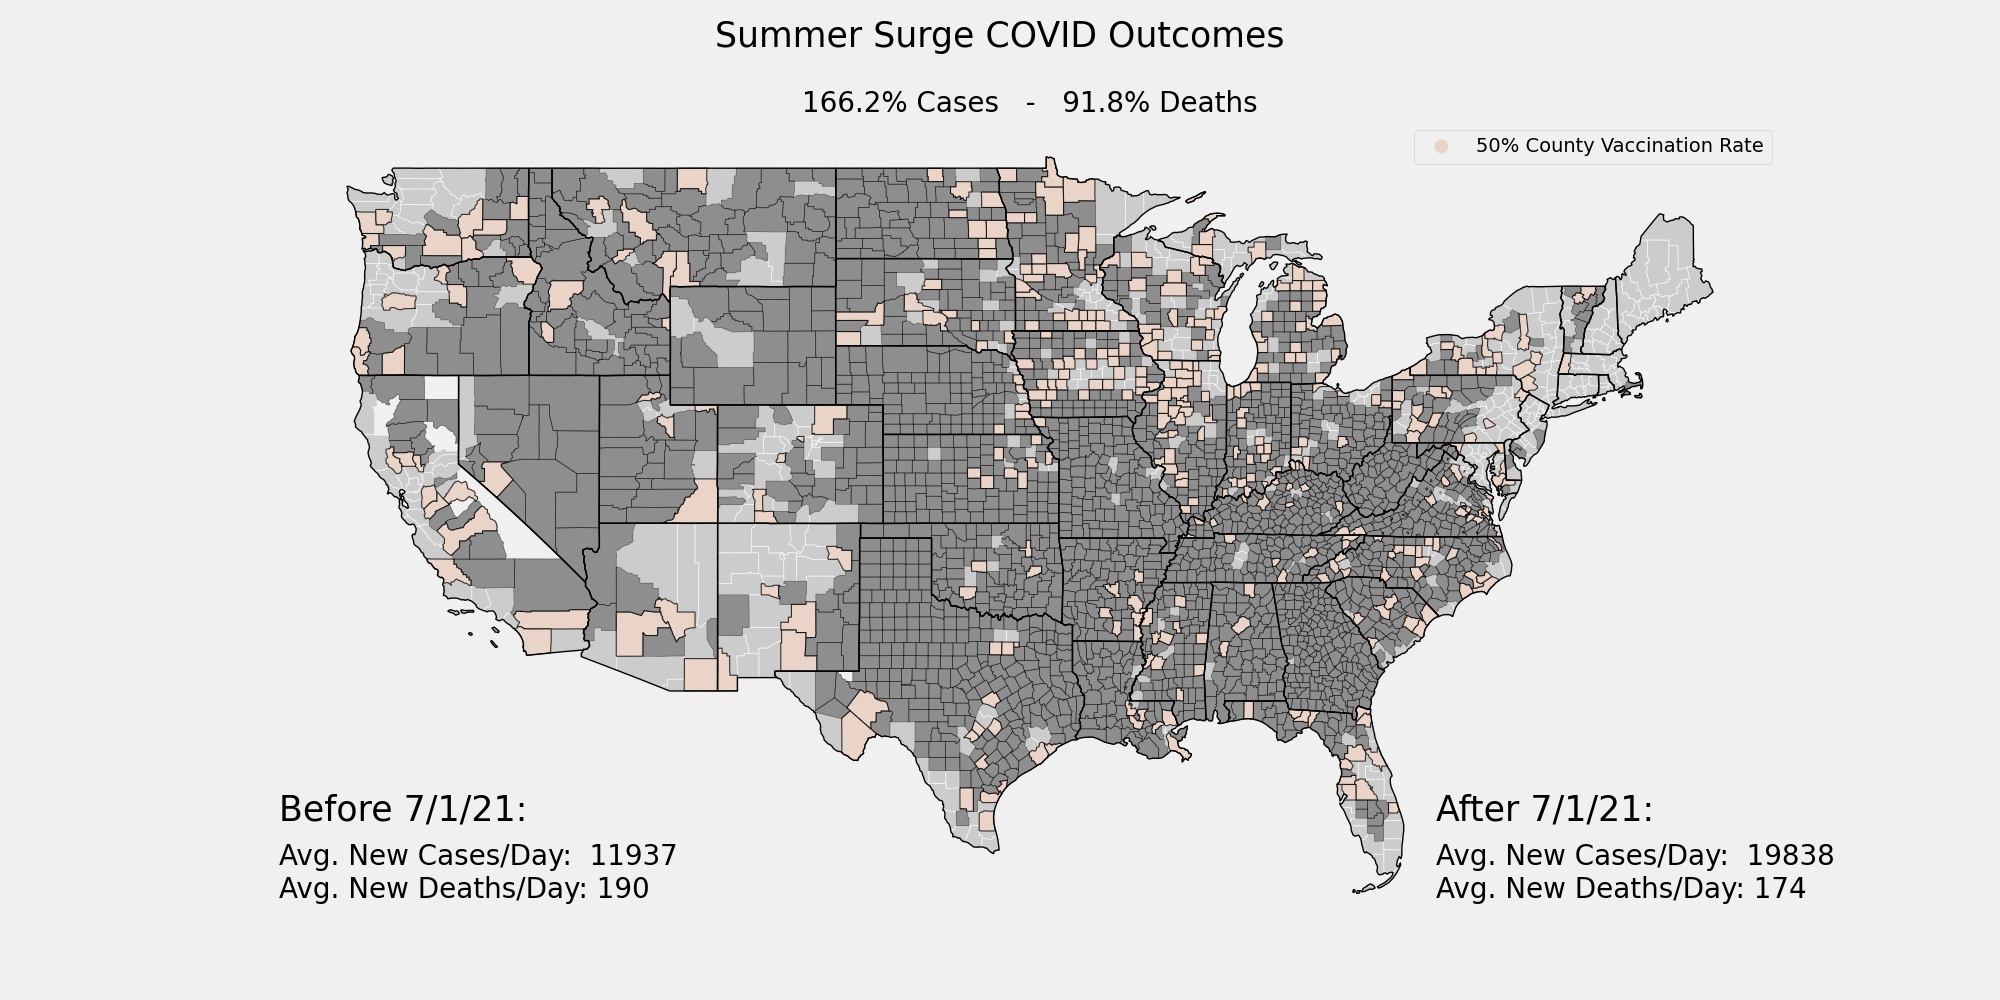 Summer Surge COVID Outcomes
166.2% Cases - 91.8% Deaths
50% County Vaccination Rate
Before 7/1/21:
Avg. New Cases/Day: 11937
Avg. New Deaths/Day: 190
After 7/1/21:
Avg. New Cases/Day: 19838
Avg. New Deaths/Day: 174